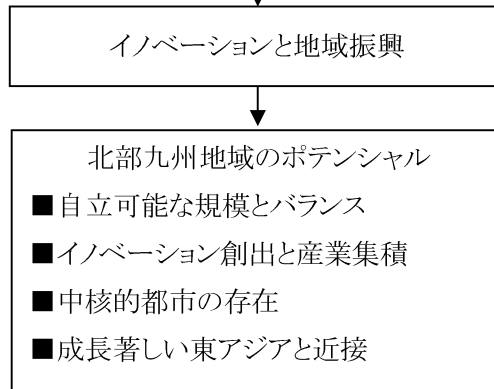 イノベーションと地域振興
北部九州地域のポテンシャル
■自立可能な規模とバランス
■イノベーション創出と産業集積
■中核的都市の存在
■成長著しい東アジアと近接